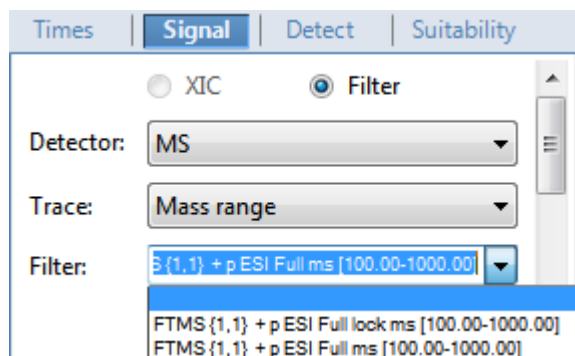 Times Signal Detect Suitability
XIC Filter
Detector: MS
Trace: Mass range
Filter: {1,1} + p ESI Full ms [100.00-1000.00]
FTMS {1,1} + p ESI Full lock ms [100.00-1000.00]
FTMS {1,1} + p ESI Full ms [100.00-1000.00]